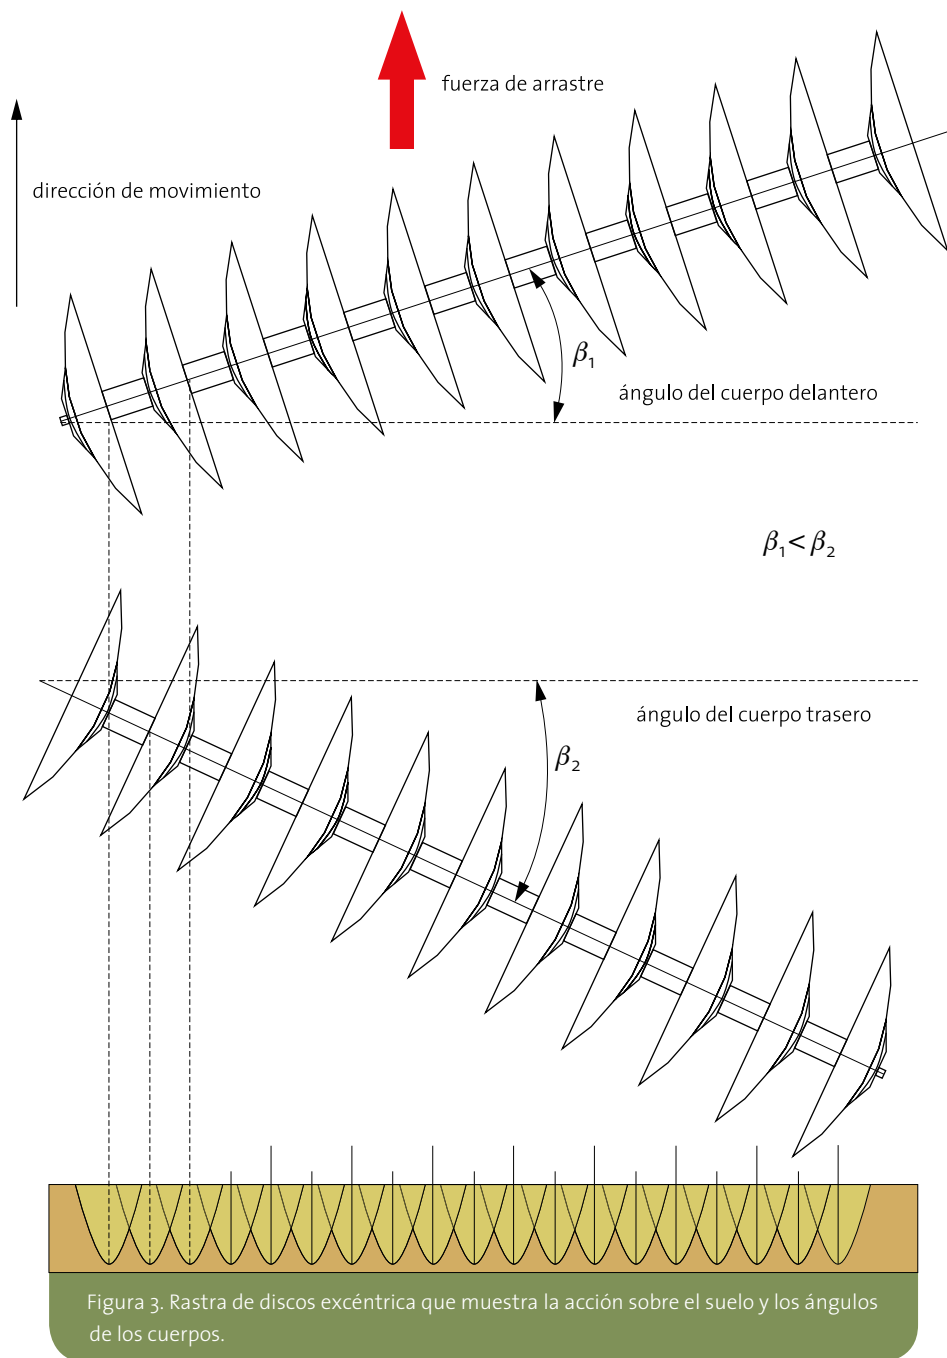 fuerza de arrastre
dirección de movimiento
β₁
ángulo del cuerpo delantero
β₁< β₂
ángulo del cuerpo trasero
β₂
Figura 3. Rastra de discos excéntrica que muestra la acción sobre el suelo y los ángulos
de los cuerpos.